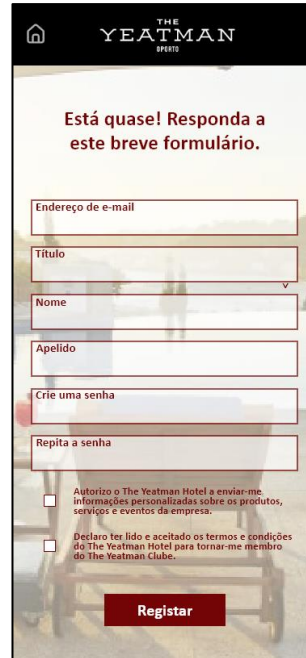 THE
YEATMAN
OPORTO
Está quase! Responda a
este breve formulário.
Endereço de e-mail
Título
Nome
Apelido
Crie uma senha
Repita a senha
Autorizo o The Yeatman Hotel a enviar-me
informações personalizadas sobre os produtos,
serviços e eventos da empresa.
Declaro ter lido e aceitado os termos e condições
do The Yeatman Hotel para tornar-me membro
do The Yeatman Clube.
Registar